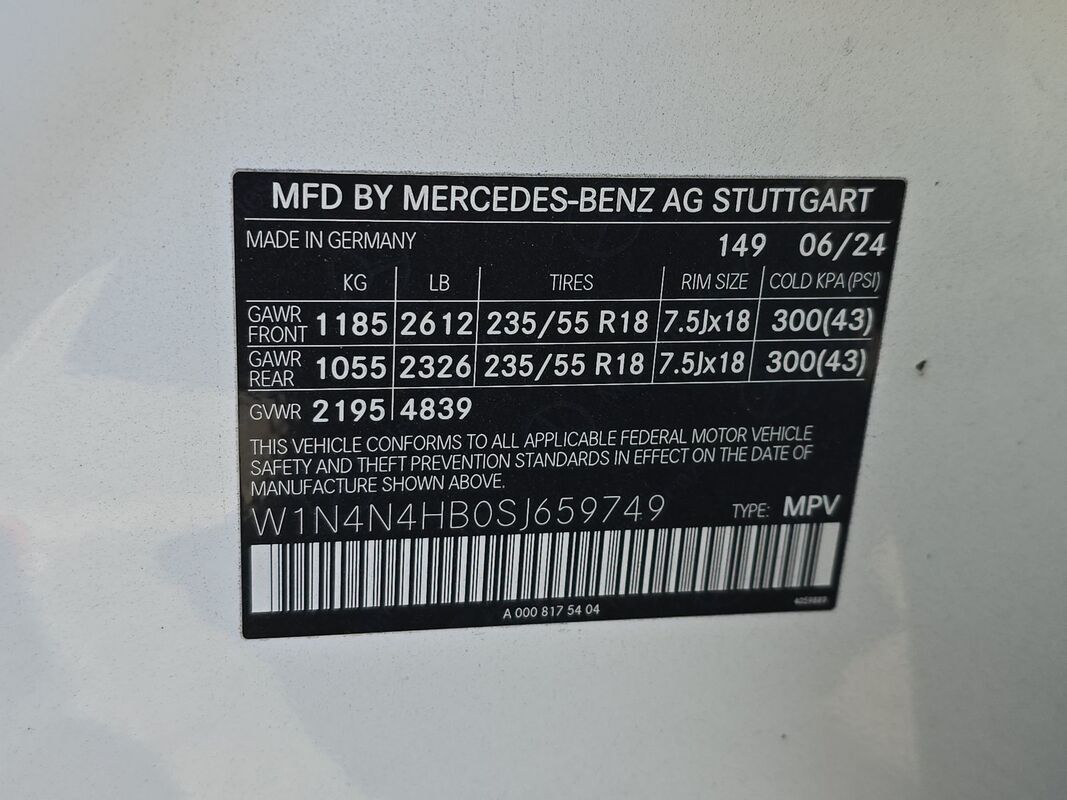 MFD BY MERCEDES-BENZ AG STUTTGART
MADE IN GERMANY 149 06/24
KG LB TIRES RIM SIZE COLD KPA (PSI)
GAWR FRONT 1185 2612 235/55 R18 7.5Jx18 300(43)
GAWR REAR 1055 2326 235/55 R18 7.5Jx18 300(43)
GVWR 2195 4839
THIS VEHICLE CONFORMS TO ALL APPLICABLE FEDERAL MOTOR VEHICLE
SAFETY AND THEFT PREVENTION STANDARDS IN EFFECT ON THE DATE OF
MANUFACTURE SHOWN ABOVE.
W1N4N4HB0SJ659749 TYPE: MPV
A 000 817 54 04